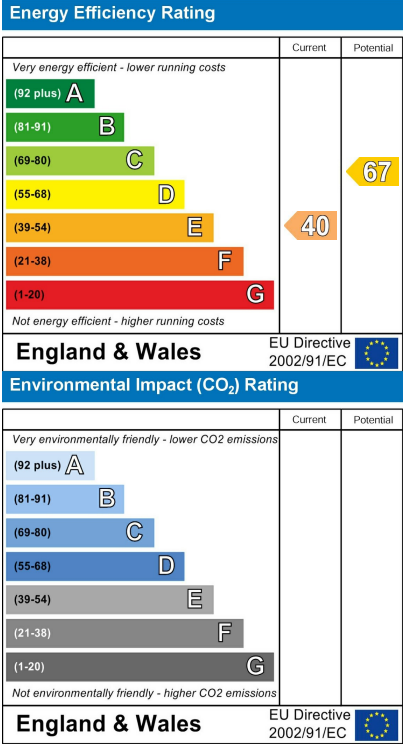 Energy Efficiency Rating
Current Potential
Very energy efficient - lower running costs
(92 plus) A
(81-91) B
(69-80) C
67
(55-68) D
(39-54) E
40
(21-38) F
(1-20) G
Not energy efficient - higher running costs
England & Wales
EU Directive
2002/91/EC
Environmental Impact (CO₂) Rating
Current Potential
Very environmentally friendly - lower CO2 emissions
(92 plus) A
(81-91) B
(69-80) C
(55-68) D
(39-54) E
(21-38) F
(1-20) G
Not environmentally friendly - higher CO2 emissions
England & Wales
EU Directive
2002/91/EC